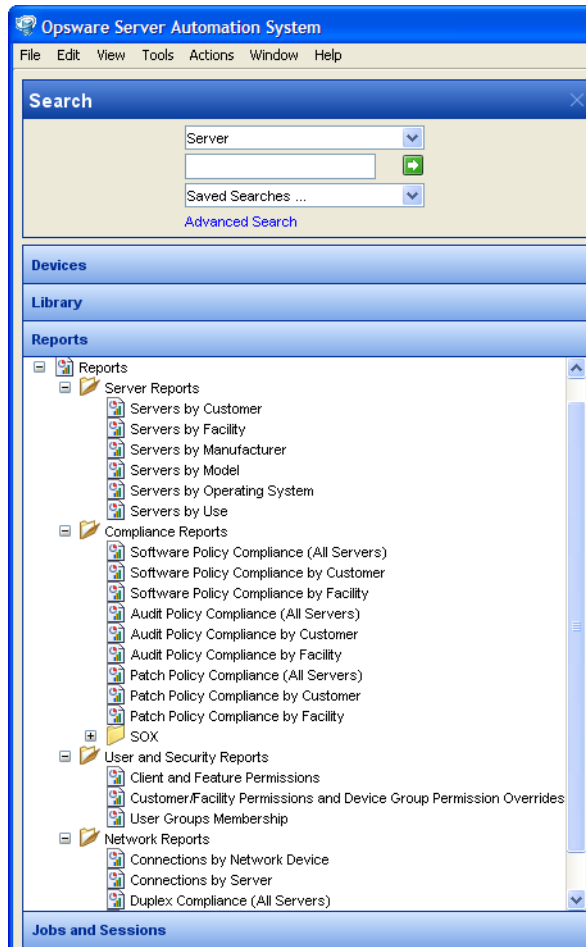 Opsware Server Automation System
File Edit View Tools Actions Window Help
Search
Server
Saved Searches ...
Advanced Search
Devices
Library
Reports
Reports
Server Reports
Servers by Customer
Servers by Facility
Servers by Manufacturer
Servers by Model
Servers by Operating System
Servers by Use
Compliance Reports
Software Policy Compliance (All Servers)
Software Policy Compliance by Customer
Software Policy Compliance by Facility
Audit Policy Compliance (All Servers)
Audit Policy Compliance by Customer
Audit Policy Compliance by Facility
Patch Policy Compliance (All Servers)
Patch Policy Compliance by Customer
Patch Policy Compliance by Facility
SOX
User and Security Reports
Client and Feature Permissions
Customer/Facility Permissions and Device Group Permission Overrides
User Groups Membership
Network Reports
Connections by Network Device
Connections by Server
Duplex Compliance (All Servers)
Jobs and Sessions